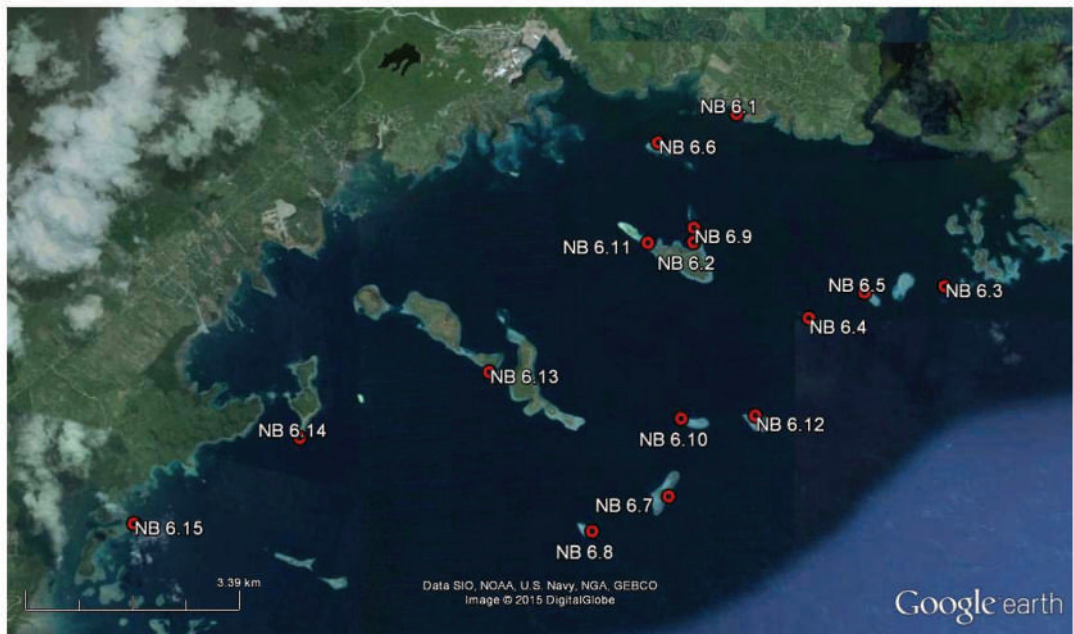 NB 6.1
NB 6.6
NB 6.9
NB 6.11
NB 6.2
NB 6.5
NB 6.3
NB 6.4
NB 6.13
NB 6.12
NB 6.14
NB 6.10
NB 6.7
NB 6.15
NB 6.8
3.39 km
Data SIO, NOAA, U.S. Navy, NGA, GEBCO
Image © 2015 DigitalGlobe
Google earth